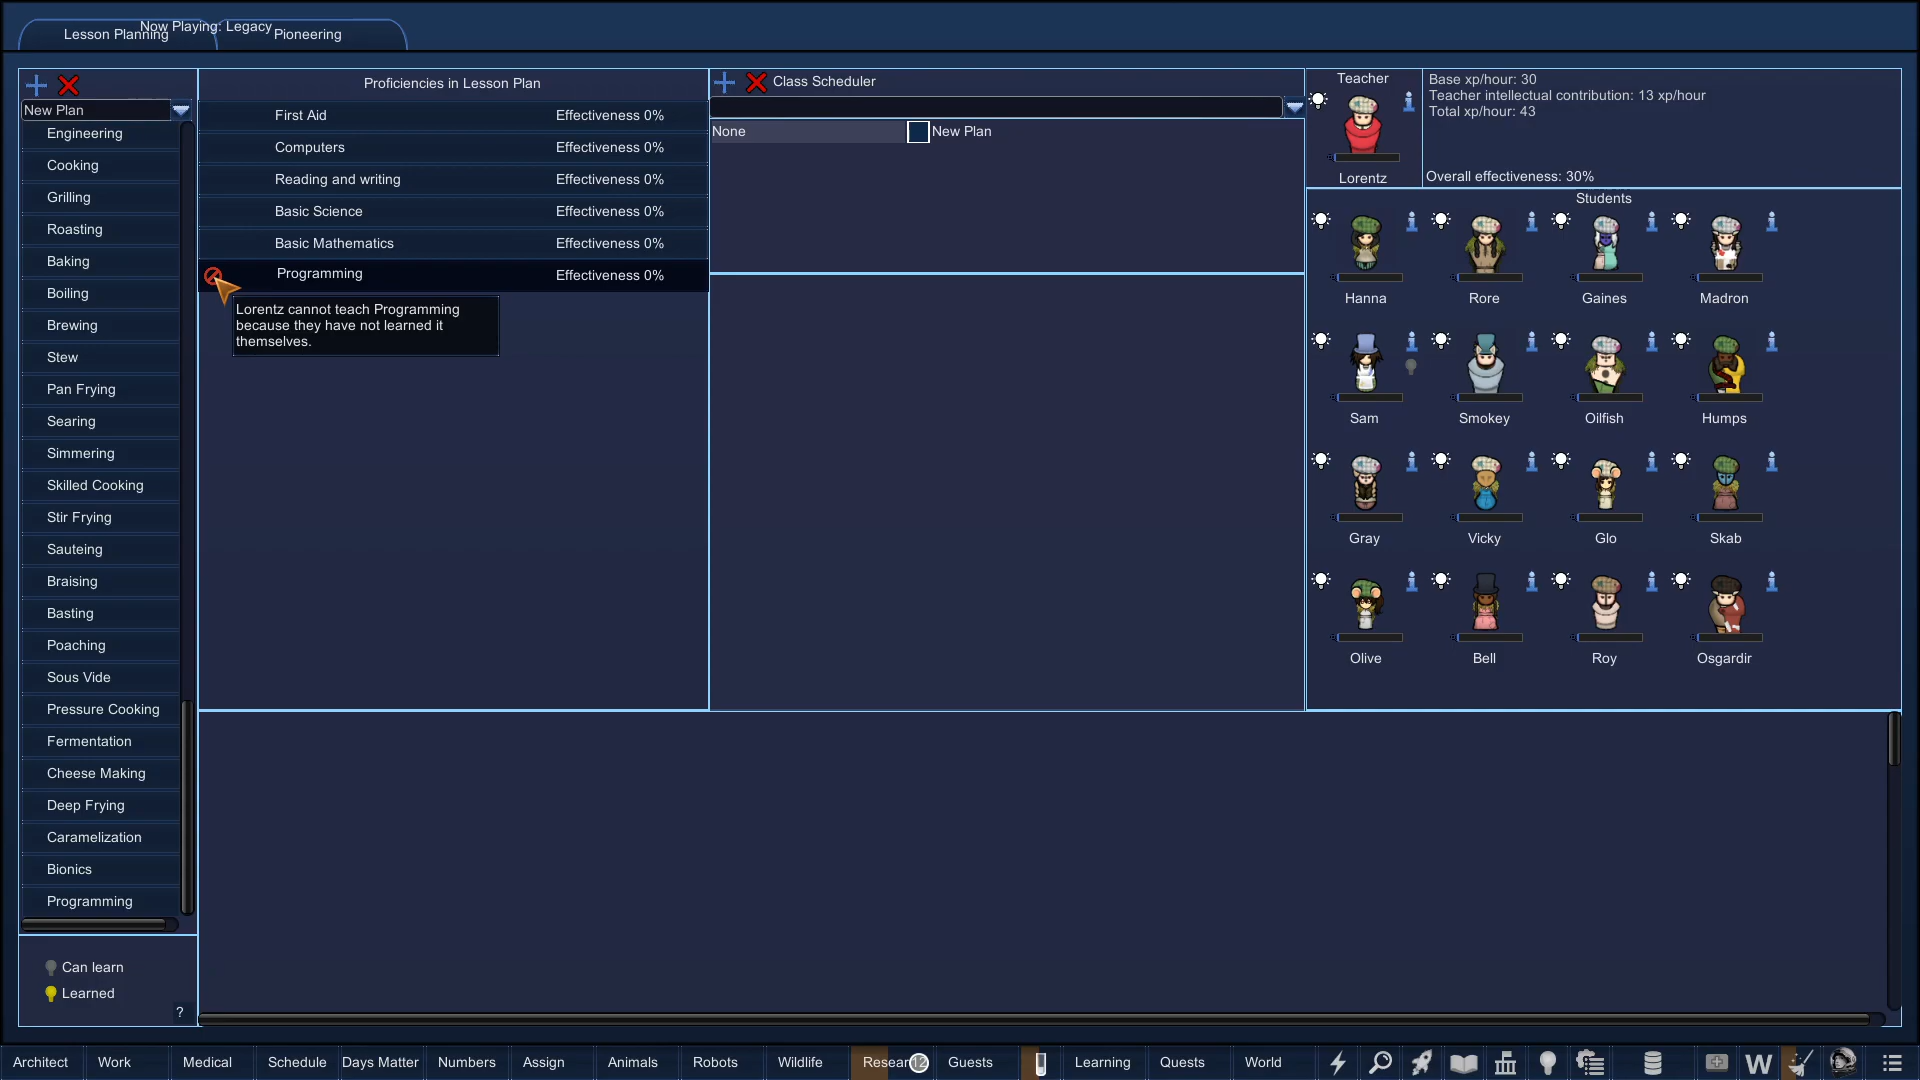 Now Playing: Legacy
Lesson Planning
Pioneering
New Plan
Engineering
Cooking
Grilling
Roasting
Baking
Boiling
Brewing
Stew
Pan Frying
Searing
Simmering
Skilled Cooking
Stir Frying
Sauteing
Braising
Basting
Poaching
Sous Vide
Pressure Cooking
Fermentation
Cheese Making
Deep Frying
Caramelization
Bionics
Programming
Can learn
Learned
?
Proficiencies in Lesson Plan
First Aid Effectiveness 0%
Computers Effectiveness 0%
Reading and writing Effectiveness 0%
Basic Science Effectiveness 0%
Basic Mathematics Effectiveness 0%
Programming Effectiveness 0%
Lorentz cannot teach Programming
because they have not learned it
themselves.
Class Scheduler
None New Plan
Teacher
Lorentz
Base xp/hour: 30
Teacher intellectual contribution: 13 xp/hour
Total xp/hour: 43
Overall effectiveness: 30%
Students
Hanna Rore Gaines Madron
Sam Smokey Oilfish Humps
Gray Vicky Glo Skab
Olive Bell Roy Osgardir
Architect Work Medical Schedule Days Matter Numbers Assign Animals Robots Wildlife Resear 12 Guests Learning Quests World W